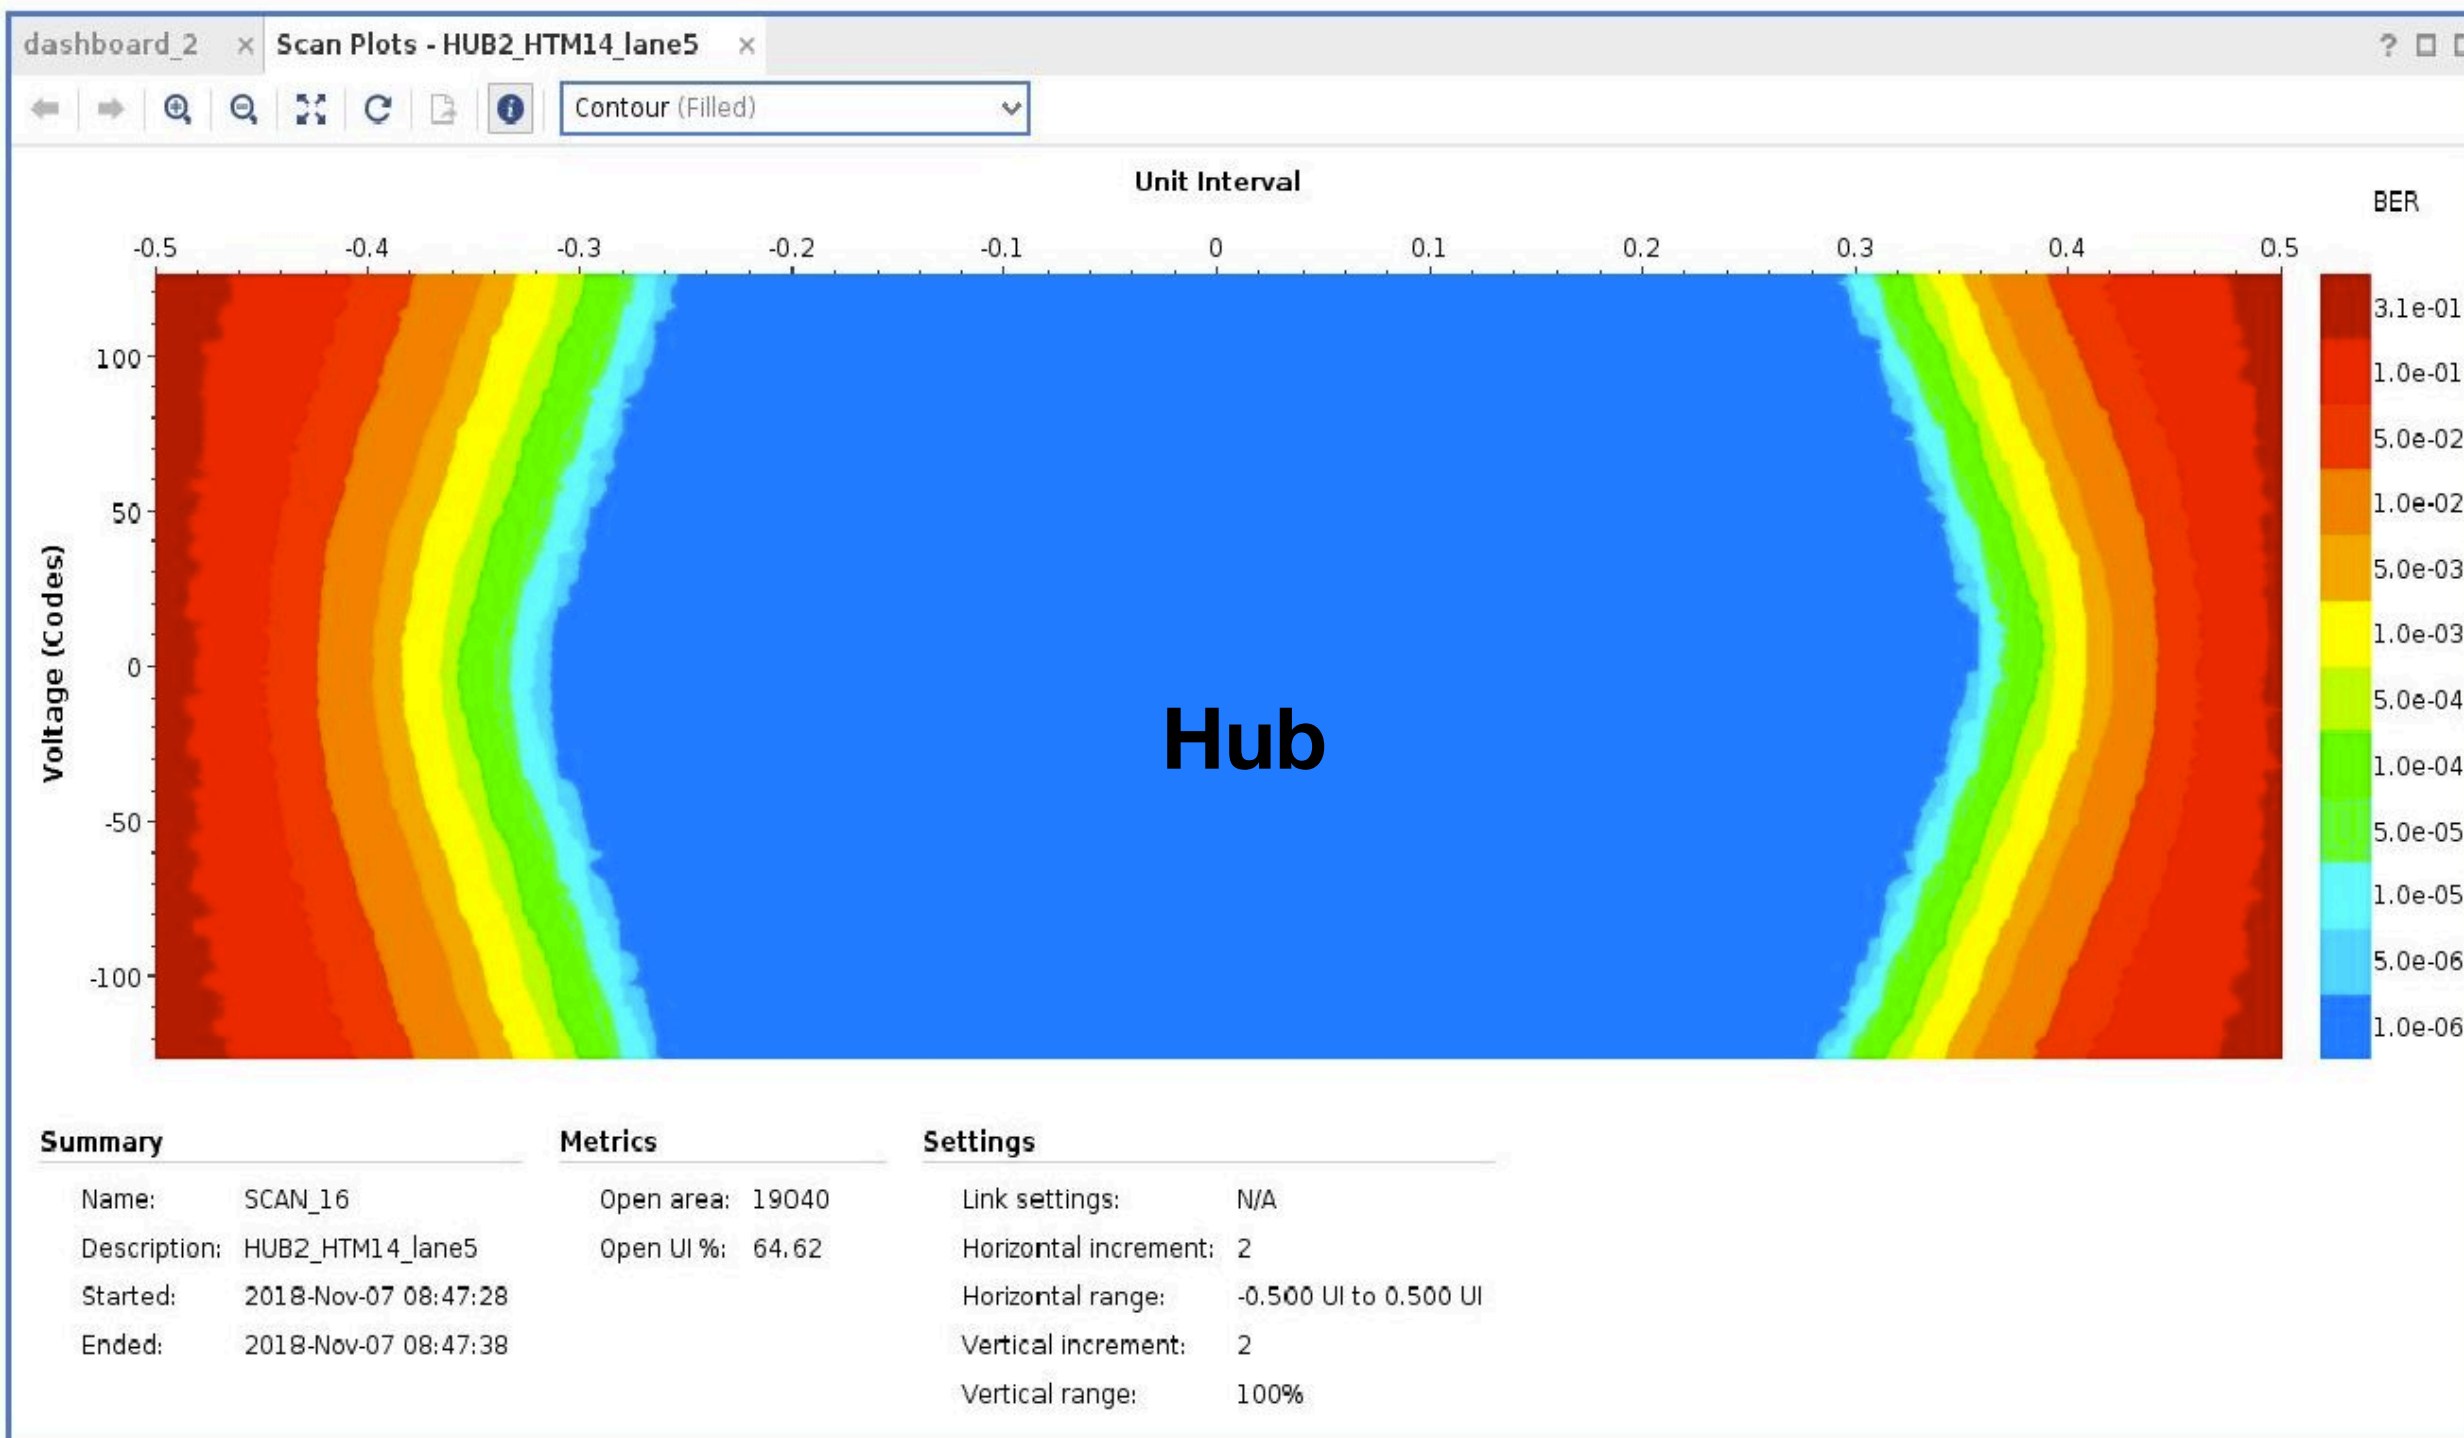 dashboard_2 × Scan Plots - HUB2_HTM14_lane5 ×
?
Contour (Filled)
Unit Interval
BER
-0.5 -0.4 -0.3 -0.2 -0.1 0 0.1 0.2 0.3 0.4 0.5
Voltage (Codes)
100
50
0
-50
-100
Hub
3.1e-01
1.0e-01
5.0e-02
1.0e-02
5.0e-03
1.0e-03
5.0e-04
1.0e-04
5.0e-05
1.0e-05
5.0e-06
1.0e-06
Summary
Name: SCAN_16
Description: HUB2_HTM14_lane5
Started: 2018-Nov-07 08:47:28
Ended: 2018-Nov-07 08:47:38
Metrics
Open area: 19040
Open UI %: 64.62
Settings
Link settings: N/A
Horizontal increment: 2
Horizontal range: -0.500 UI to 0.500 UI
Vertical increment: 2
Vertical range: 100%